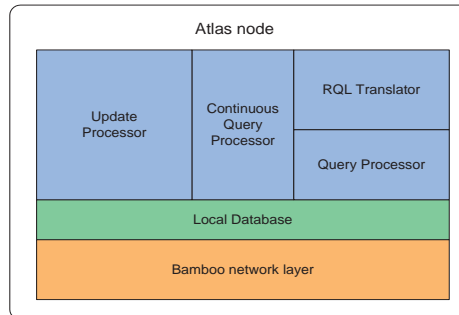 Atlas node
Update
Processor
Continuous
Query
Processor
RQL Translator
Query Processor
Local Database
Bamboo network layer